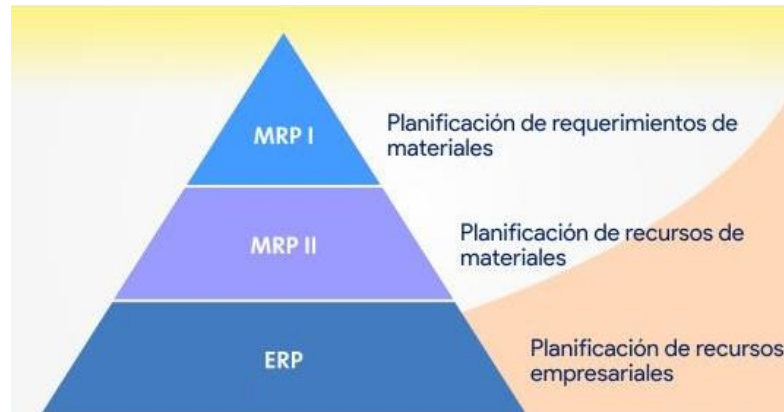 MRP I
Planificación de requerimientos de
materiales
MRP II
Planificación de recursos de
materiales
ERP
Planificación de recursos
empresariales